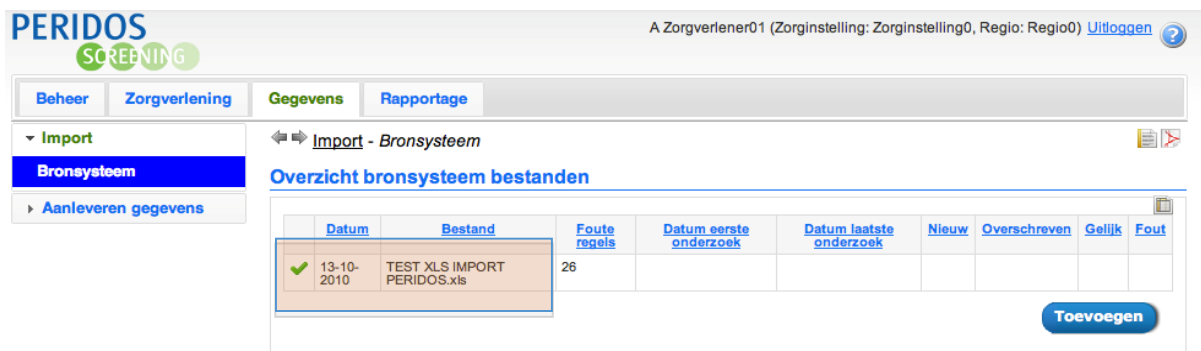 PERIDOS
SCREENING
A Zorgverlener01 (Zorginstelling: Zorginstelling0, Regio: Regio0) Uitloggen ?
Beheer Zorgverlening Gegevens Rapportage
Import
Bronsysteem
Aanleveren gegevens
Import - Bronsysteem
Overzicht bronsysteem bestanden
Datum Bestand Foute regels Datum eerste onderzoek Datum laatste onderzoek Nieuw Overschreven Gelijk Fout
13-10-2010 TEST XLS IMPORT PERIDOS.xls 26
Toevoegen